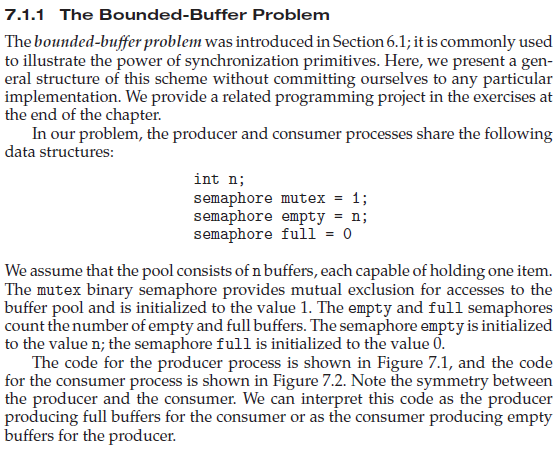 7.1.1 The Bounded-Buffer Problem
The bounded-buffer problem was introduced in Section 6.1; it is commonly used
to illustrate the power of synchronization primitives. Here, we present a gen-
eral structure of this scheme without committing ourselves to any particular
implementation. We provide a related programming project in the exercises at
the end of the chapter.
In our problem, the producer and consumer processes share the following
data structures:
int n;
semaphore mutex = 1;
semaphore empty = n;
semaphore full = 0
We assume that the pool consists of n buffers, each capable of holding one item.
The mutex binary semaphore provides mutual exclusion for accesses to the
buffer pool and is initialized to the value 1. The empty and full semaphores
count the number of empty and full buffers. The semaphore empty is initialized
to the value n; the semaphore full is initialized to the value 0.
The code for the producer process is shown in Figure 7.1, and the code
for the consumer process is shown in Figure 7.2. Note the symmetry between
the producer and the consumer. We can interpret this code as the producer
producing full buffers for the consumer or as the consumer producing empty
buffers for the producer.